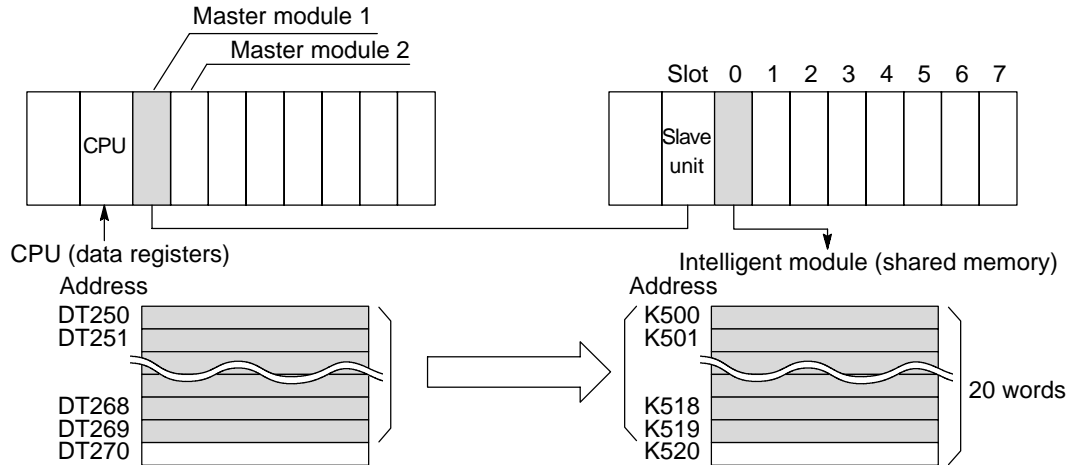 Master module 1
Master module 2
Slot 0 1 2 3 4 5 6 7
CPU
Slave
unit
CPU (data registers)
Intelligent module (shared memory)
Address
DT250
DT251
DT268
DT269
DT270
Address
K500
K501
K518
K519
K520
20 words